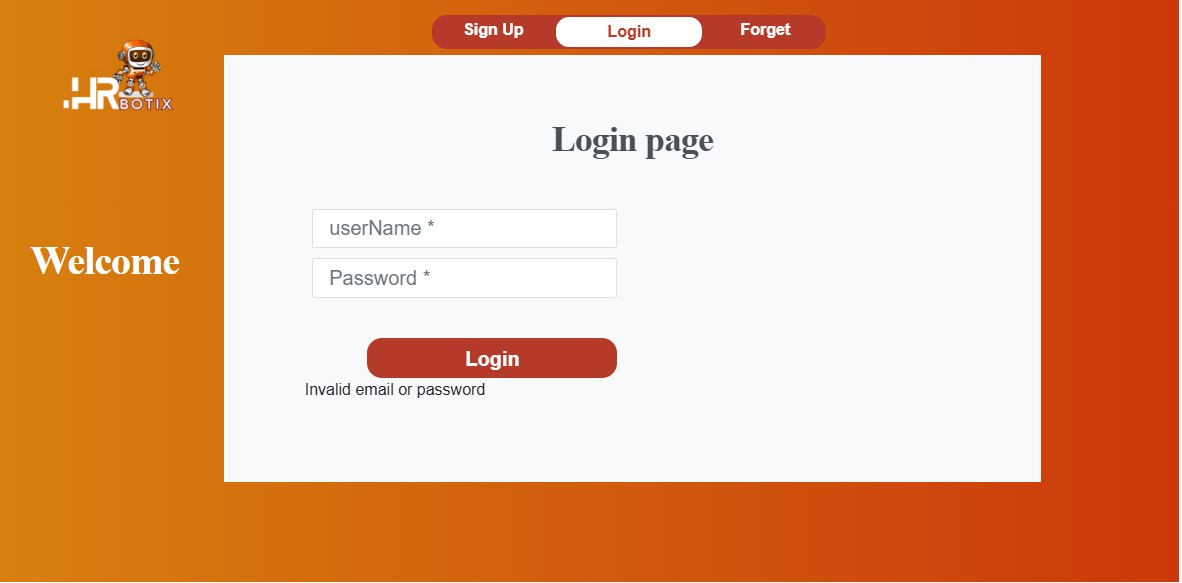 Sign Up Login Forget
.HR BOTIX
Login page
userName *
Welcome
Password *
Login
Invalid email or password